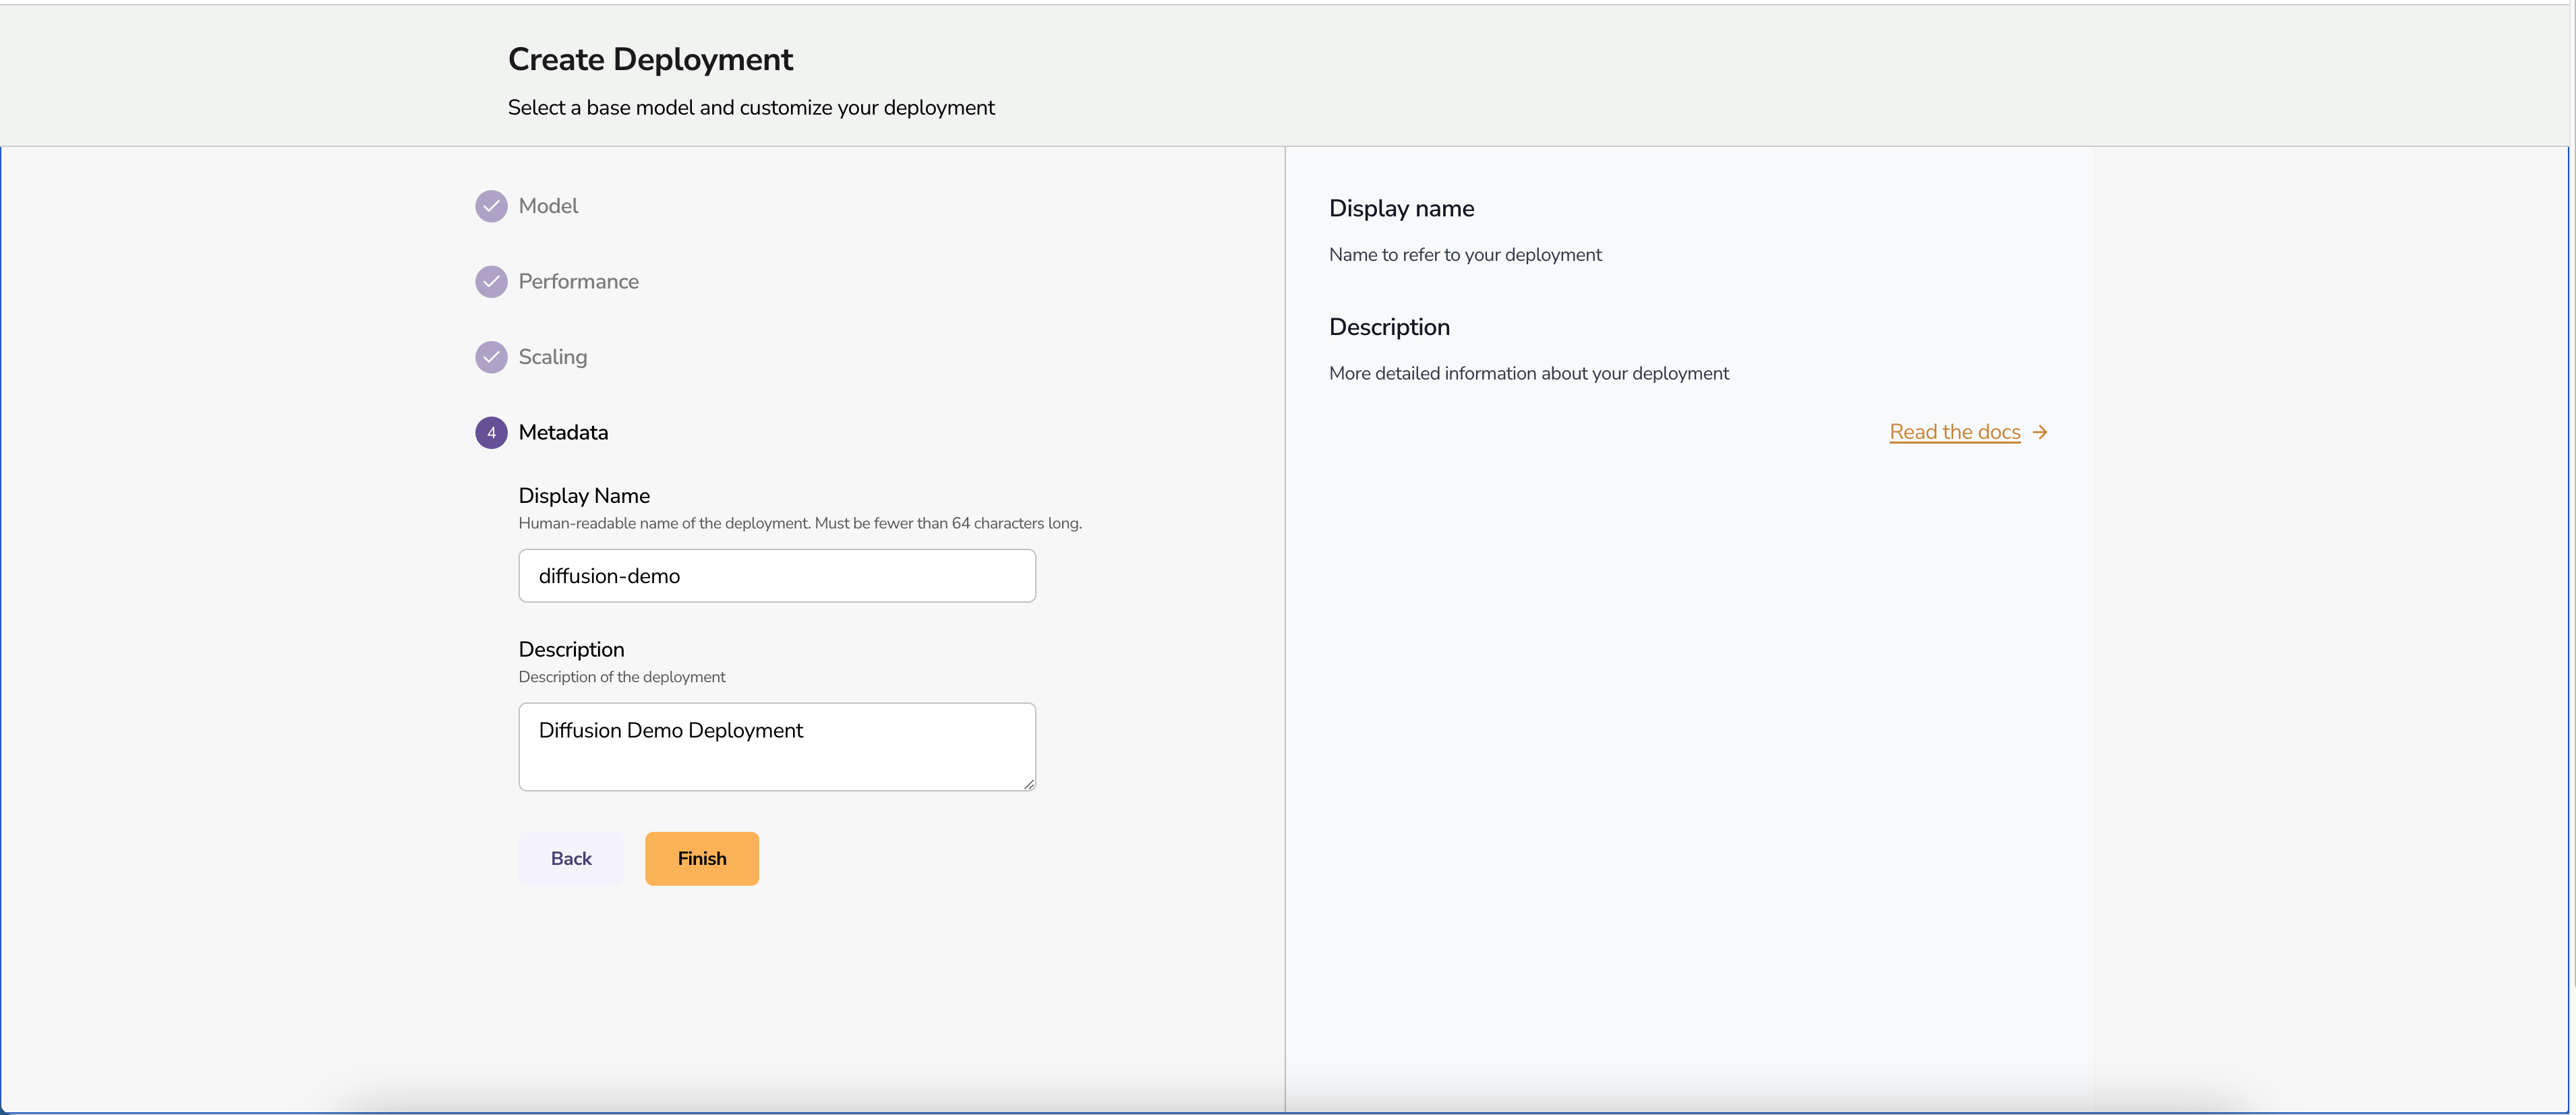 Create Deployment
Select a base model and customize your deployment
Model
Performance
Scaling
4 Metadata
Display Name
Human-readable name of the deployment. Must be fewer than 64 characters long.
diffusion-demo
Description
Description of the deployment
Diffusion Demo Deployment
Back Finish
Display name
Name to refer to your deployment
Description
More detailed information about your deployment
Read the docs →